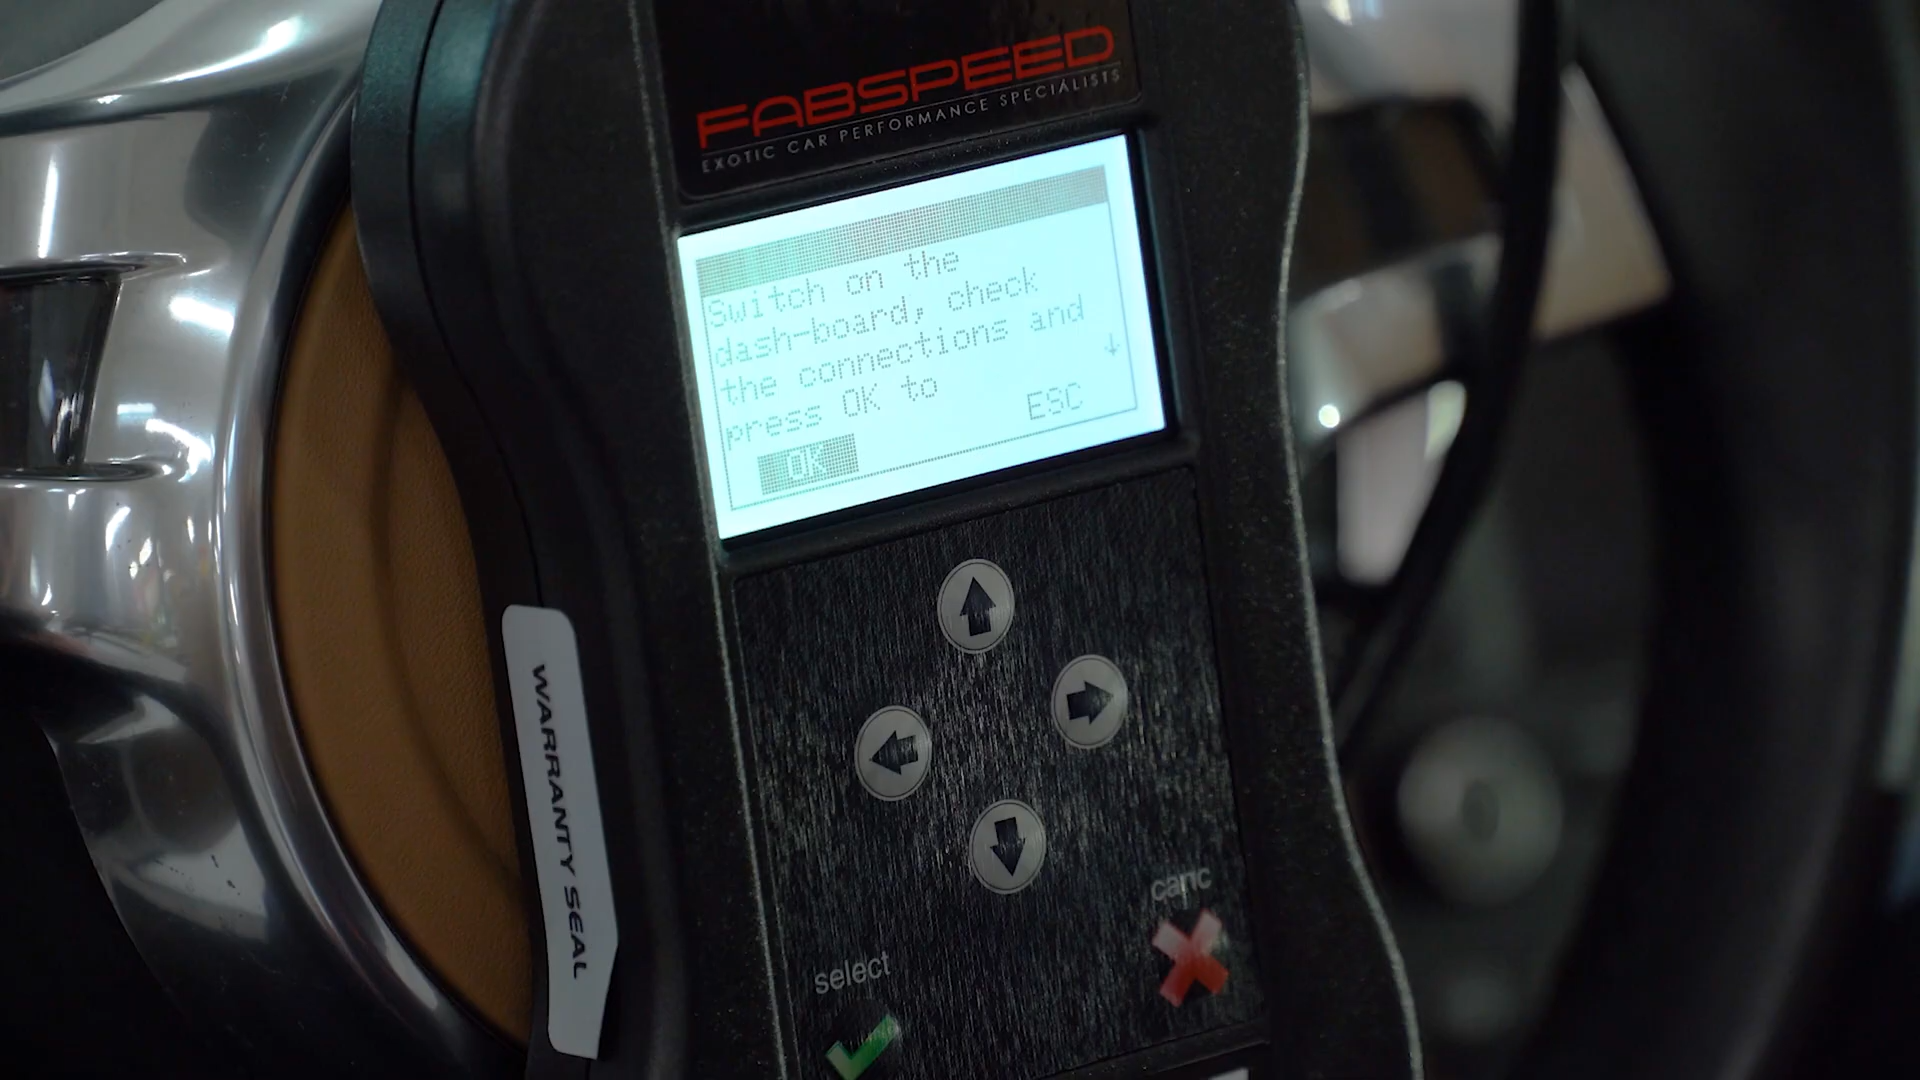 FABSPEED
EXOTIC CAR PERFORMANCE SPECIALISTS
Switch on the
dash-board, check
the connections and
press OK to
OK ESC
WARRANTY SEAL
canc
select